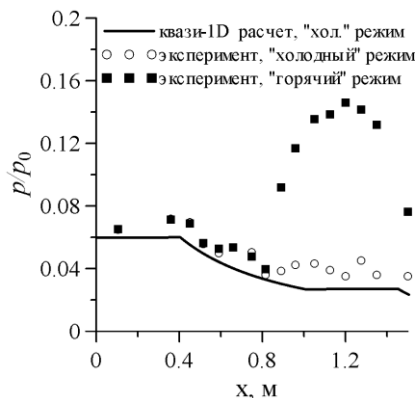 квази-1D расчет, "хол." режим
эксперимент, "холодный" режим
эксперимент, "горячий" режим
p/p0
0.2
0.16
0.12
0.08
0.04
0
0
0.4
0.8
1.2
х, м